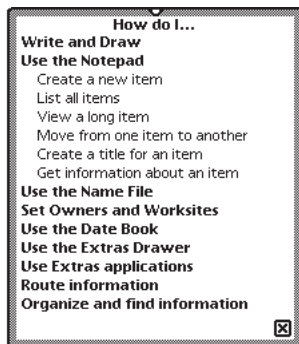 How do I...
Write and Draw
Use the Notepad
Create a new item
List all items
View a long item
Move from one item to another
Create a title for an item
Get information about an item
Use the Name File
Set Owners and Worksites
Use the Date Book
Use the Extras Drawer
Use Extras applications
Route information
Organize and find information